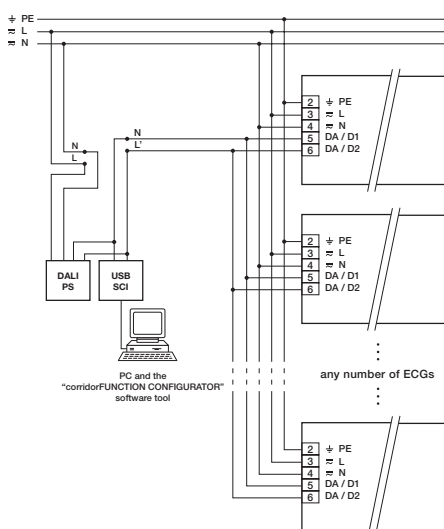 ⏚ PE
≂ L
≂ N
N
L
N
L'
2 ⏚ PE
3 ≂ L
4 ≂ N
5 DA / D1
6 DA / D2
2 ⏚ PE
3 ≂ L
4 ≂ N
5 DA / D1
6 DA / D2
DALI
PS
USB
SCI
PC and the
“corridorFUNCTION CONFIGURATOR”
software tool
any number of ECGs
2 ⏚ PE
3 ≂ L
4 ≂ N
5 DA / D1
6 DA / D2